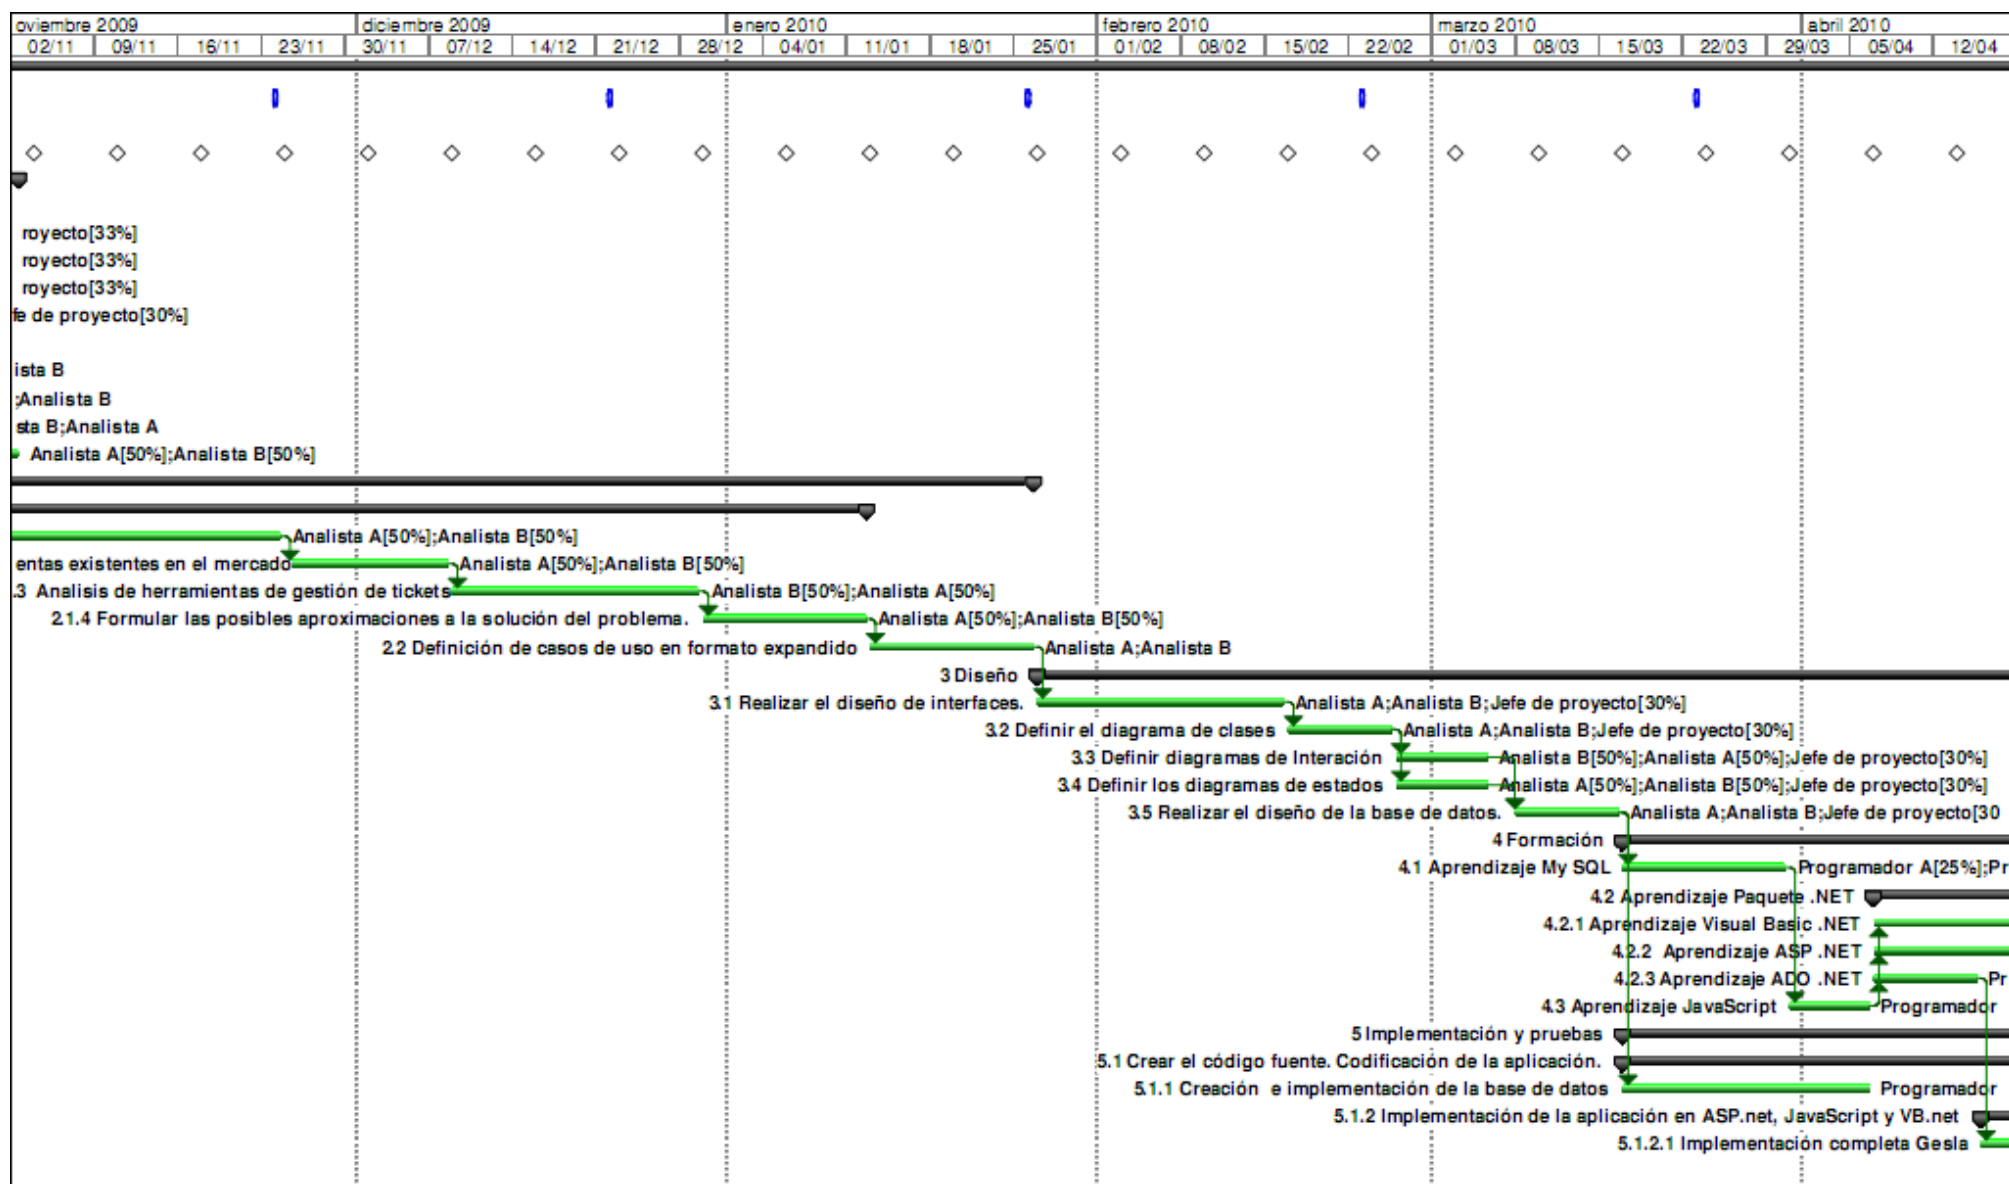 oviembre 2009 diciembre 2009 enero 2010 febrero 2010 marzo 2010 abril 2010
02/11 09/11 16/11 23/11 30/11 07/12 14/12 21/12 28/12 04/01 11/01 18/01 25/01 01/02 08/02 15/02 22/02 01/03 08/03 15/03 22/03 29/03 05/04 12/04
royecto[33%]
royecto[33%]
royecto[33%]
fe de proyecto[30%]
ista B
;Analista B
sta B;Analista A
Analista A[50%];Analista B[50%]
Analista A[50%];Analista B[50%]
entas existentes en el mercado Analista A[50%];Analista B[50%]
.3 Analisis de herramientas de gestión de tickets Analista B[50%];Analista A[50%]
2.1.4 Formular las posibles aproximaciones a la solución del problema. Analista A[50%];Analista B[50%]
2.2 Definición de casos de uso en formato expandido Analista A;Analista B
3 Diseño
3.1 Realizar el diseño de interfaces. Analista A;Analista B;Jefe de proyecto[30%]
3.2 Definir el diagrama de clases Analista A;Analista B;Jefe de proyecto[30%]
3.3 Definir diagramas de Interación Analista B[50%];Analista A[50%];Jefe de proyecto[30%]
3.4 Definir los diagramas de estados Analista A[50%];Analista B[50%];Jefe de proyecto[30%]
3.5 Realizar el diseño de la base de datos. Analista A;Analista B;Jefe de proyecto[30
4 Formación
4.1 Aprendizaje My SQL Programador A[25%];Pr
4.2 Aprendizaje Paquete .NET
4.2.1 Aprendizaje Visual Basic .NET
4.2.2 Aprendizaje ASP .NET
4.2.3 Aprendizaje ADO .NET Pr
4.3 Aprendizaje JavaScript Programador
5 Implementación y pruebas
5.1 Crear el código fuente. Codificación de la aplicación.
5.1.1 Creación e implementación de la base de datos Programador
5.1.2 Implementación de la aplicación en ASP.net, JavaScript y VB.net
5.1.2.1 Implementación completa Gesla